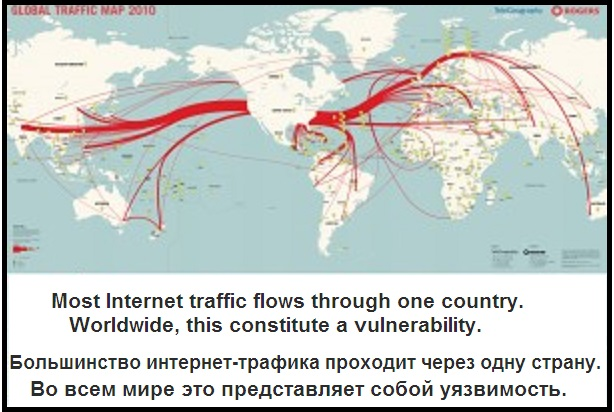 GLOBAL TRAFFIC MAP 2010
TeleGeography ROGERS
Most Internet traffic flows through one country.
Worldwide, this constitute a vulnerability.
Большинство интернет-трафика проходит через одну страну.
Во всем мире это представляет собой уязвимость.